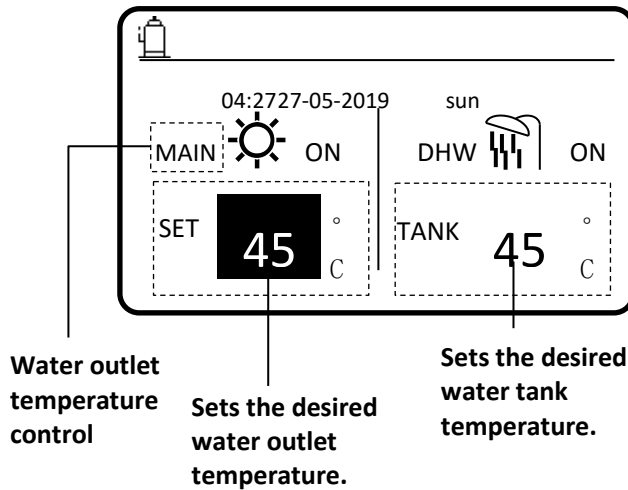 04:2727-05-2019 sun
MAIN ON DHW ON
SET 45 °C TANK 45 °C
Water outlet
temperature
control
Sets the desired
water outlet
temperature.
Sets the desired
water tank
temperature.